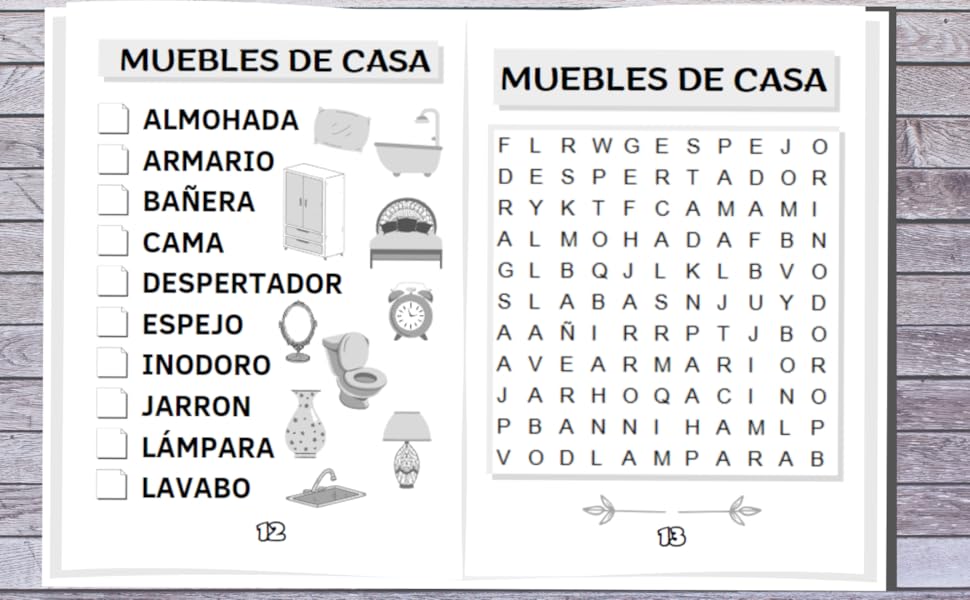 MUEBLES DE CASA
ALMOHADA
ARMARIO
BAÑERA
CAMA
DESPERTADOR
ESPEJO
INODORO
JARRON
LÁMPARA
LAVABO
12
MUEBLES DE CASA
F L R W G E S P E J O
D E S P E R T A D O R
R Y K T F C A M A M I
A L M O H A D A F B N
G L B Q J L K L B V O
S L A B A S N J U Y D
A A Ñ I R R P T J B O
A V E A R M A R I O R
J A R H O Q A C I N O
P B A N N I H A M L P
V O D L A M P A R A B
13